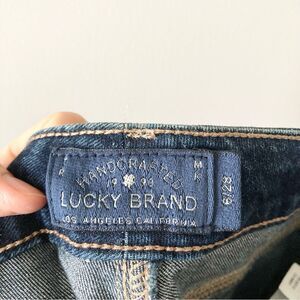 HANDCRAFTED
19 90
LUCKY BRAND
LOS ANGELES CALIFORNIA
6/28